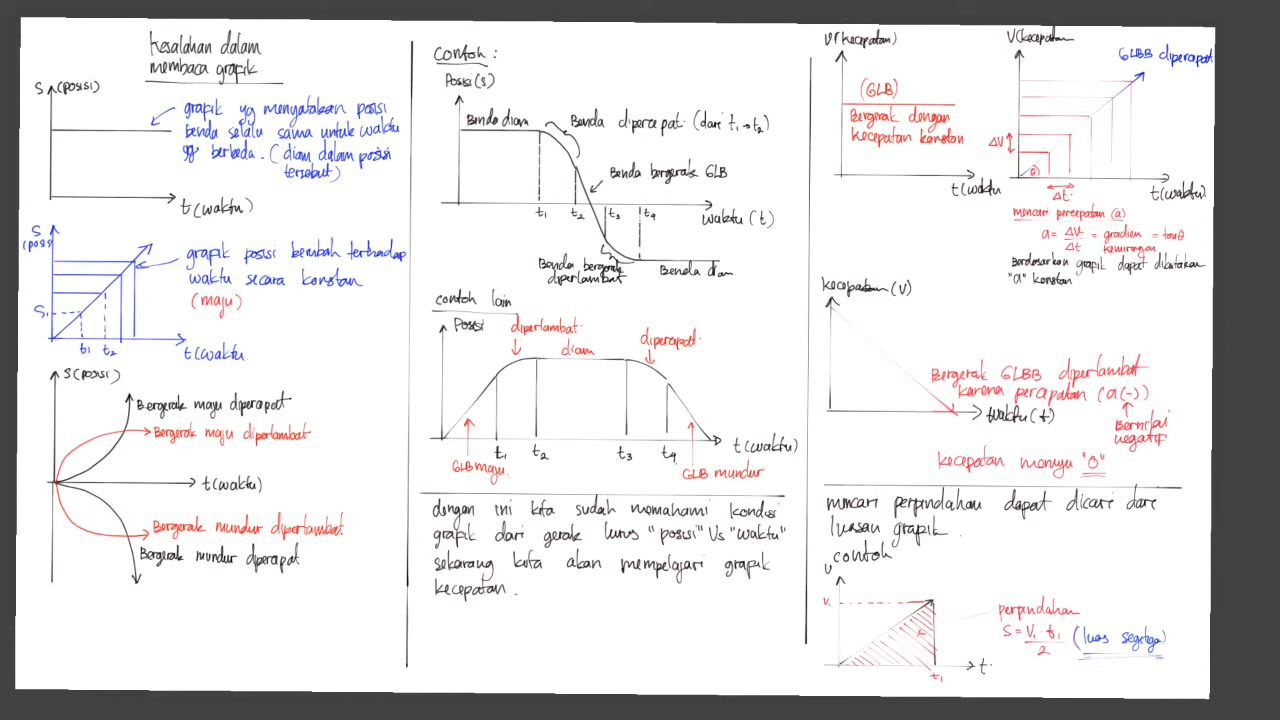 kesalahan dalam
membaca grafik
S (posisi)
grafik yg menyatakan posisi
benda selalu sama untuk waktu
yg berbeda. (diam dalam posisi
tersebut)
t (waktu)
S
(posisi
grafik posisi berubah terhadap
waktu secara konstan
(maju)
S1
t1 t2
t (waktu
S (posisi)
Bergerak maju dipercepat
Bergerak maju diperlambat
t (waktu)
Bergerak mundur diperlambat
Bergerak mundur dipercepat
Contoh :
Posisi (S)
Benda diam
Benda dipercepat (dari t1→t2)
Benda bergerak GLB
t1 t2 t3 t4
waktu (t)
Benda bergerak
diperlambat
Benda diam
contoh lain
Posisi
diperlambat
diam
dipercepat
t1 t2 t3 t4
t (waktu)
GLB maju
GLB mundur
dengan ini kita sudah memahami kondisi
grafik dari gerak lurus "posisi" Vs "waktu"
sekarang kita akan mempelajari grafik
kecepatan.
V (kecepatan)
(GLB)
Bergerak dengan
kecepatan konstan
t (waktu
V (kecepatan
GLBB dipercepat
ΔV
θ
Δt
t (waktu)
mencari percepatan (a)
a = ΔV/Δt = gradien = tan θ
kemiringan
Berdasarkan grafik dapat dikatakan
"a" konstan
kecepatan (V)
Bergerak GLBB diperlambat
karena percepatan (a(-))
waktu (t)
Bernilai
negatif
kecepatan menuju "0"
mencari perpindahan dapat dicari dari
luasan grafik.
contoh
V
V1
perpindahan
S = V1 · t1 / 2 (luas segitiga)
t
t1